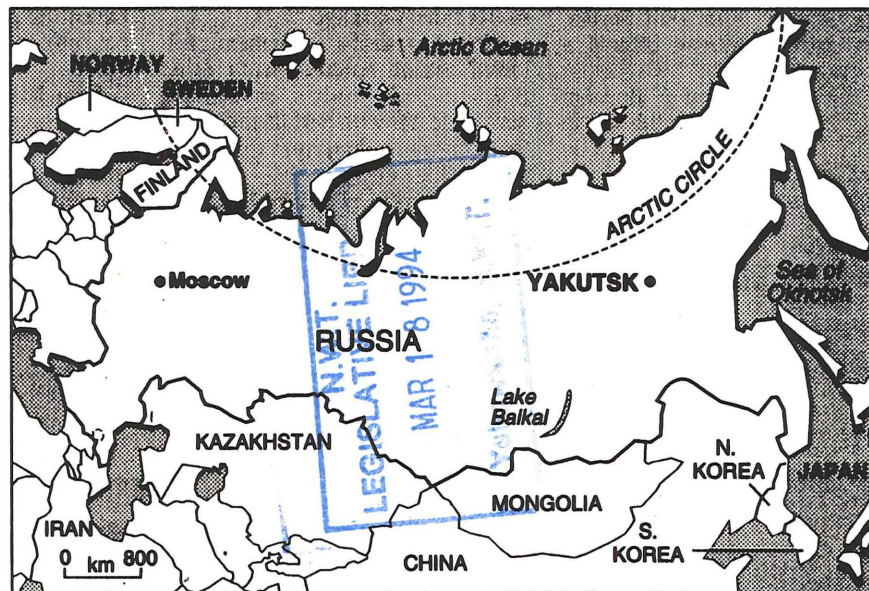 Arctic Ocean
NORWAY
SWEDEN
FINLAND
ARCTIC CIRCLE
Moscow
YAKUTSK
Sea of
Okhotsk
RUSSIA
N.W.T.
LEGISLATIVE
MAR 18 1994
Lake
Baikal
KAZAKHSTAN
N.
KOREA
JAPAN
MONGOLIA
IRAN
S.
KOREA
CHINA
0 km 800